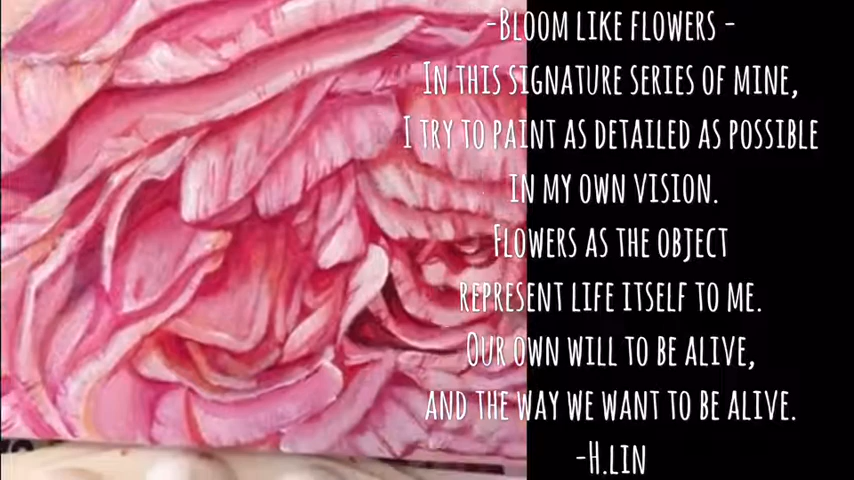 -Bloom like flowers -
In this signature series of mine,
I try to paint as detailed as possible
in my own vision.
Flowers as the object
represent life itself to me.
Our own will to be alive,
and the way we want to be alive.
-H.Lin